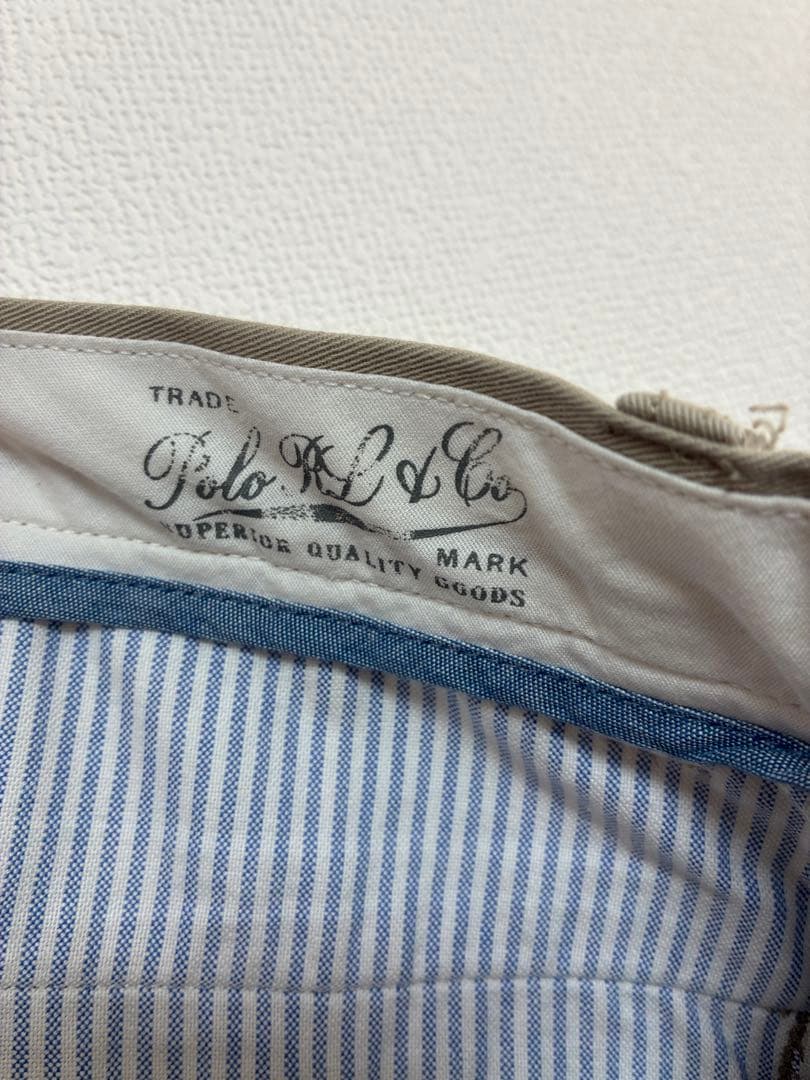 TRADE
Polo RL & Co
MARK
SUPERIOR QUALITY GOODS